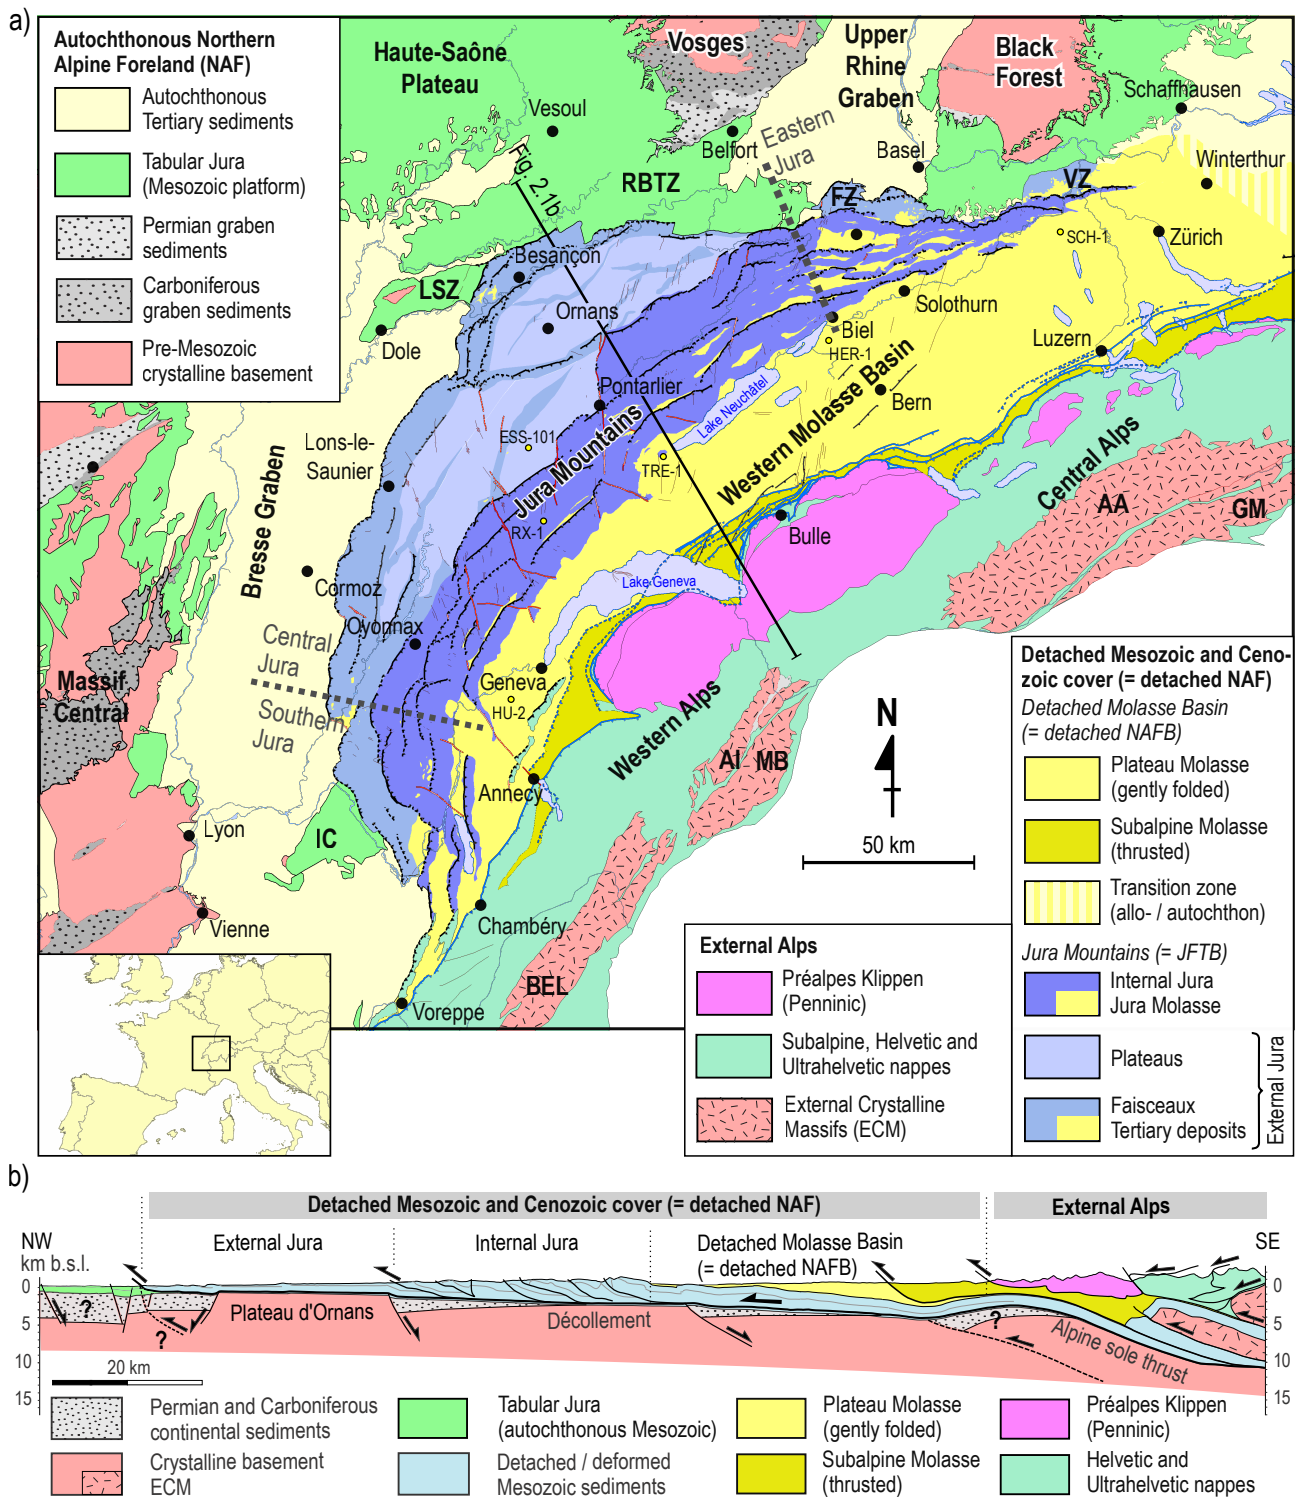 a)
Autochthonous Northern
Alpine Foreland (NAF)
Autochthonous
Tertiary sediments
Tabular Jura
(Mesozoic platform)
Permian graben
sediments
Carboniferous
graben sediments
Pre-Mesozoic
crystalline basement
Haute-Saône
Plateau
Vosges
Upper
Rhine
Graben
Black
Forest
Schaffhausen
Vesoul
Belfort
Eastern
Jura
Basel
Winterthur
Fig. 2.1b
RBTZ
FZ
VZ
SCH-1
Zürich
Besançon
LSZ
Ornans
Dole
Solothurn
Biel
HER-1
Luzern
Pontarlier
Lake Neuchâtel
Bern
Western Molasse Basin
Lons-le-
Saunier
ESS-101
TRE-1
Jura Mountains
RX-1
Central Alps
AA
GM
Bulle
Bresse Graben
Cormoz
Lake Geneva
Oyonnax
Central
Jura
Southern
Jura
Geneva
HU-2
Massif
Central
Western Alps
AI
MB
Annecy
N
50 km
Lyon
IC
Vienne
Chambéry
BEL
Voreppe
Detached Mesozoic and Ceno-
zoic cover (= detached NAF)
Detached Molasse Basin
(= detached NAFB)
Plateau Molasse
(gently folded)
Subalpine Molasse
(thrusted)
Transition zone
(allo- / autochthon)
Jura Mountains (= JFTB)
Internal Jura
Jura Molasse
Plateaus
Faisceaux
Tertiary deposits
External Jura
External Alps
Préalpes Klippen
(Penninic)
Subalpine, Helvetic and
Ultrahelvetic nappes
External Crystalline
Massifs (ECM)
b)
Detached Mesozoic and Cenozoic cover (= detached NAF)
External Alps
NW
km b.s.l.
External Jura
Internal Jura
Detached Molasse Basin
(= detached NAFB)
SE
0
5
10
15
?
?
Plateau d'Ornans
Décollement
?
Alpine sole thrust
0
5
10
15
20 km
Permian and Carboniferous
continental sediments
Tabular Jura
(autochthonous Mesozoic)
Plateau Molasse
(gently folded)
Préalpes Klippen
(Penninic)
Crystalline basement
ECM
Detached / deformed
Mesozoic sediments
Subalpine Molasse
(thrusted)
Helvetic and
Ultrahelvetic nappes